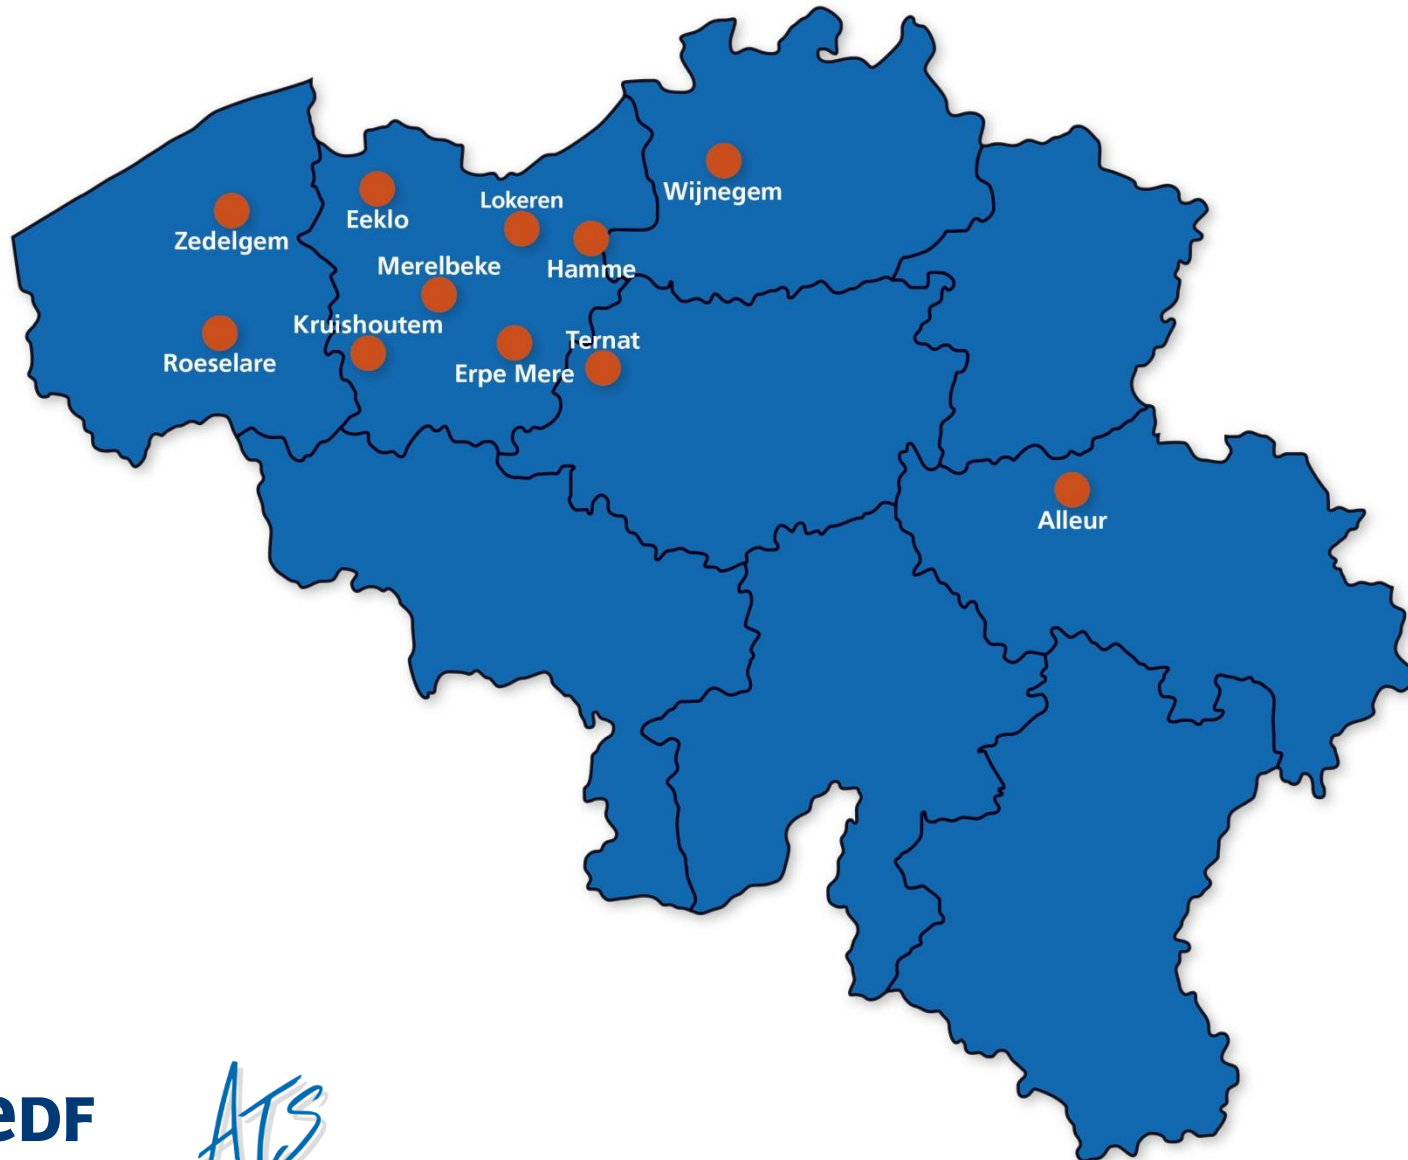 Wijnegem
Eeklo
Lokeren
Zedelgem
Hamme
Merelbeke
Kruishoutem
Ternat
Roeselare
Erpe Mere
Alleur
eDF
ATS